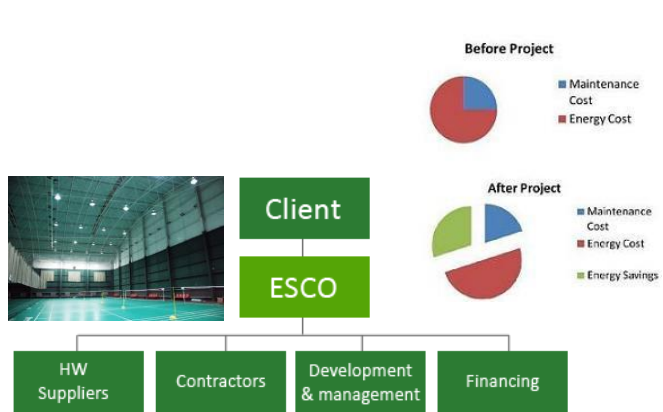 Before Project
Maintenance
Cost
Energy Cost
After Project
Maintenance
Cost
Energy Cost
Energy Savings
Client
ESCO
HW
Suppliers
Contractors
Development
& management
Financing